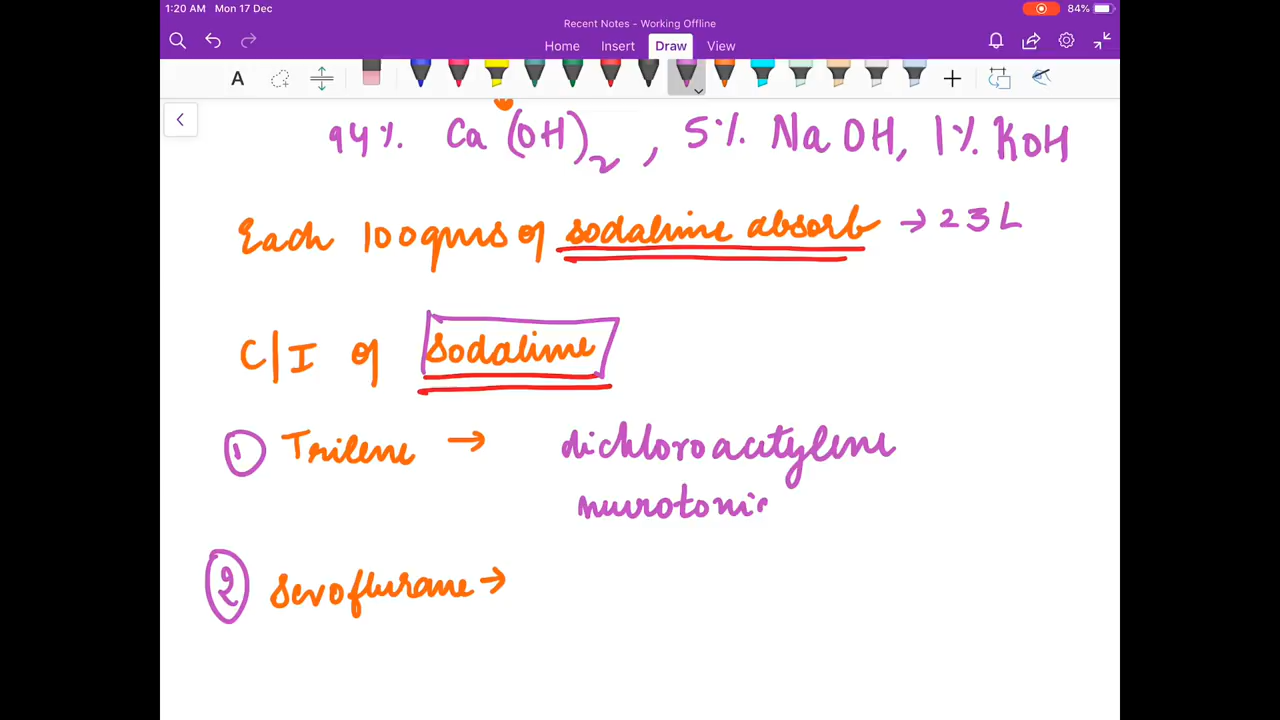 1:20 AM Mon 17 Dec
84%
Recent Notes - Working Offline
Home Insert Draw View
A
94% Ca(OH)2, 5% NaOH, 1% KOH
Each 100gms of sodalime absorb → 23 L
C/I of Sodalime
1 Trilene → dichloroacetylene
neurotoxic
2 Sevoflurane →